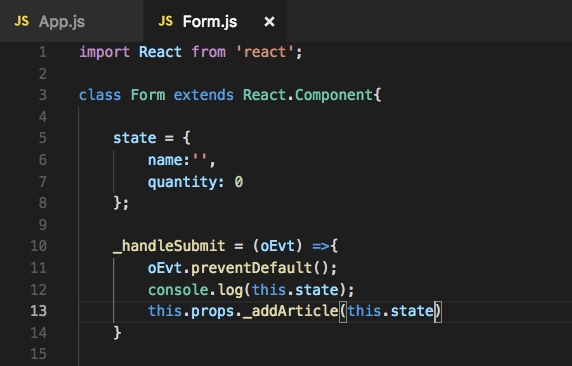 JS App.js JS Form.js ×
1 import React from 'react';
2
3 class Form extends React.Component{
4
5 state = {
6 name:'',
7 quantity: 0
8 };
9
10 _handleSubmit = (oEvt) =>{
11 oEvt.preventDefault();
12 console.log(this.state);
13 this.props._addArticle(this.state)
14 }
15